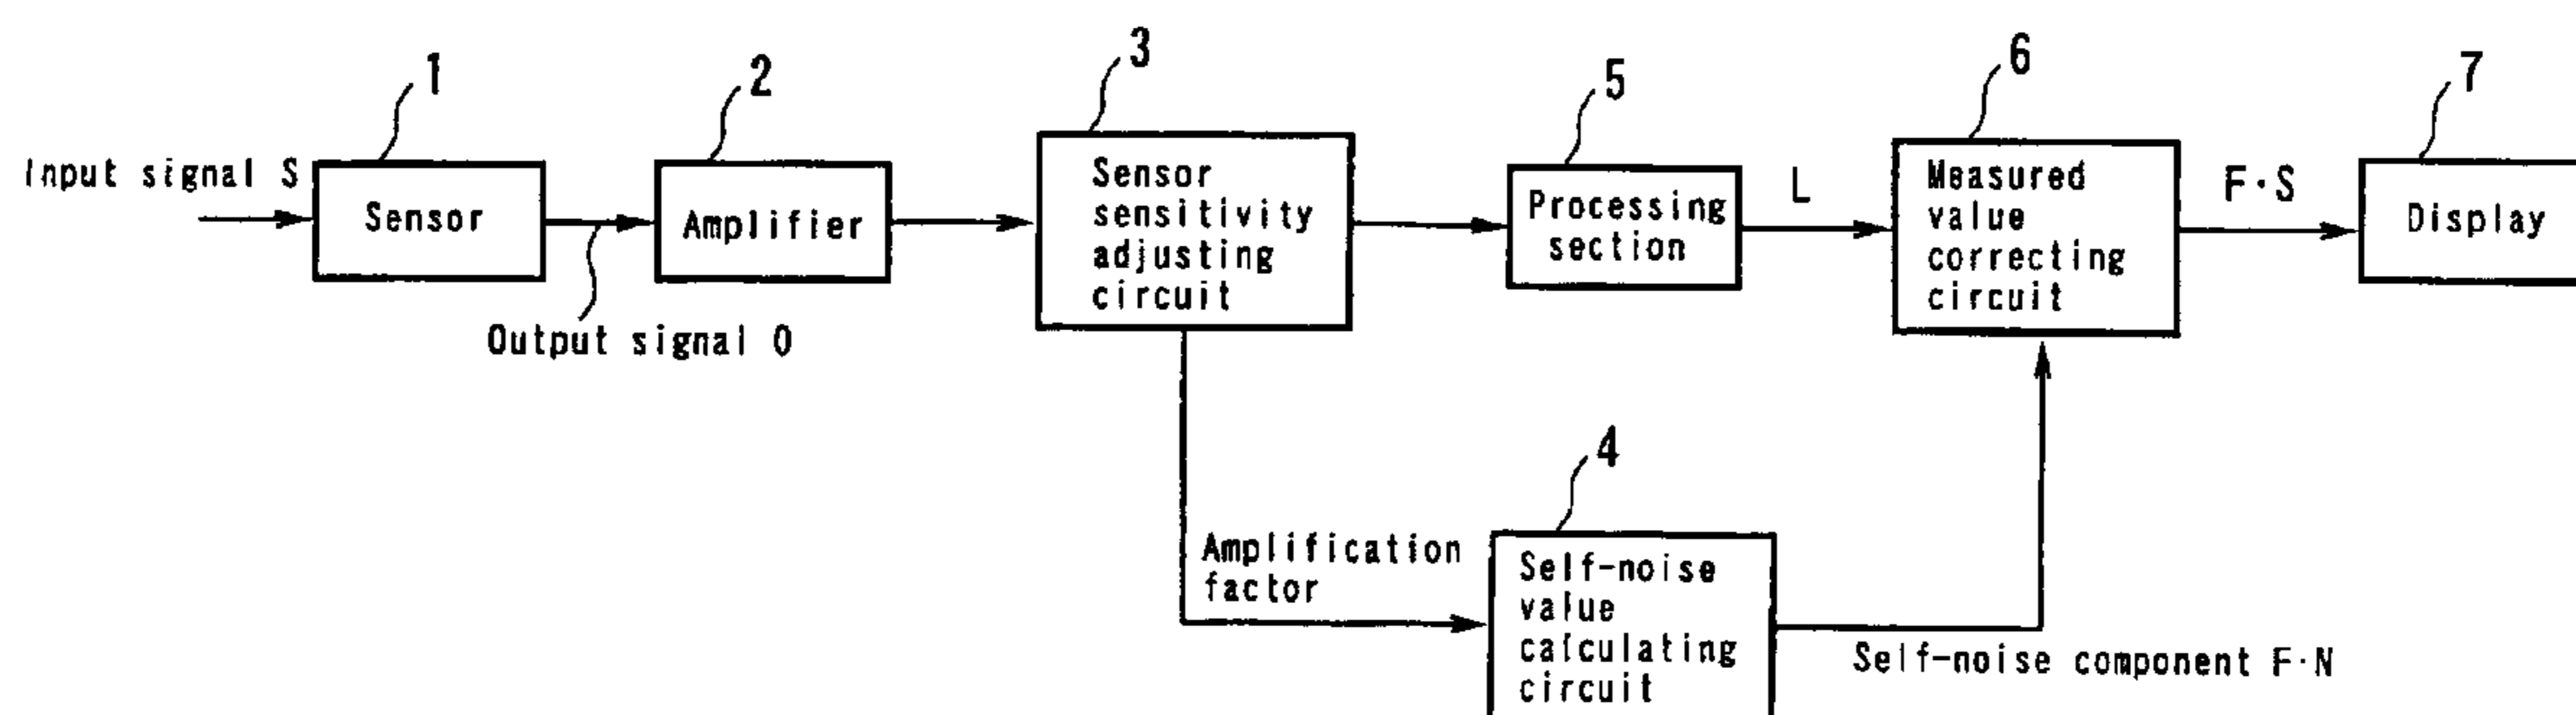 1
2
3
5
6
7
Input signal S
Sensor
Amplifier
Sensor
sensitivity
adjusting
circuit
Processing
section
L
Measured
value
correcting
circuit
F·S
Display
Output signal O
4
Amplification
factor
Self-noise
value
calculating
circuit
Self-noise component F·N